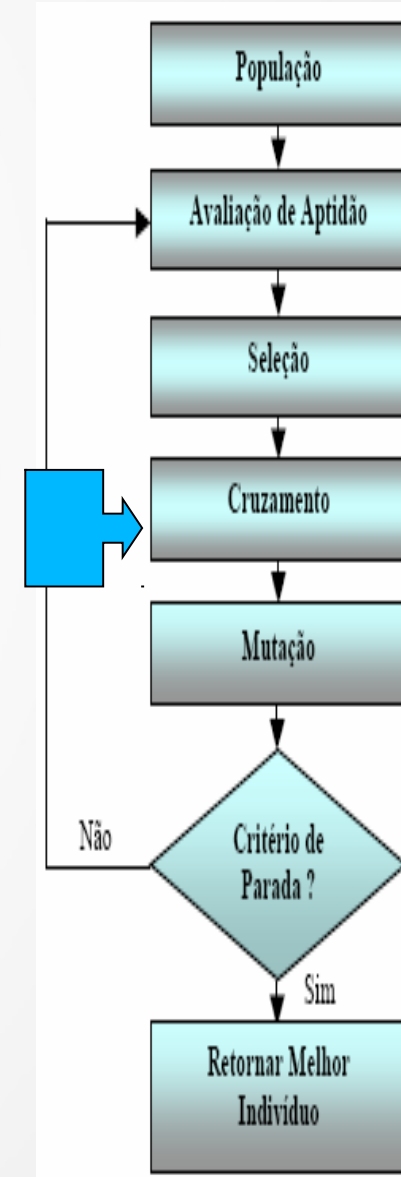 População
Avaliação de Aptidão
Seleção
Cruzamento
Mutação
Não
Critério de
Parada ?
Sim
Retornar Melhor
Indivíduo